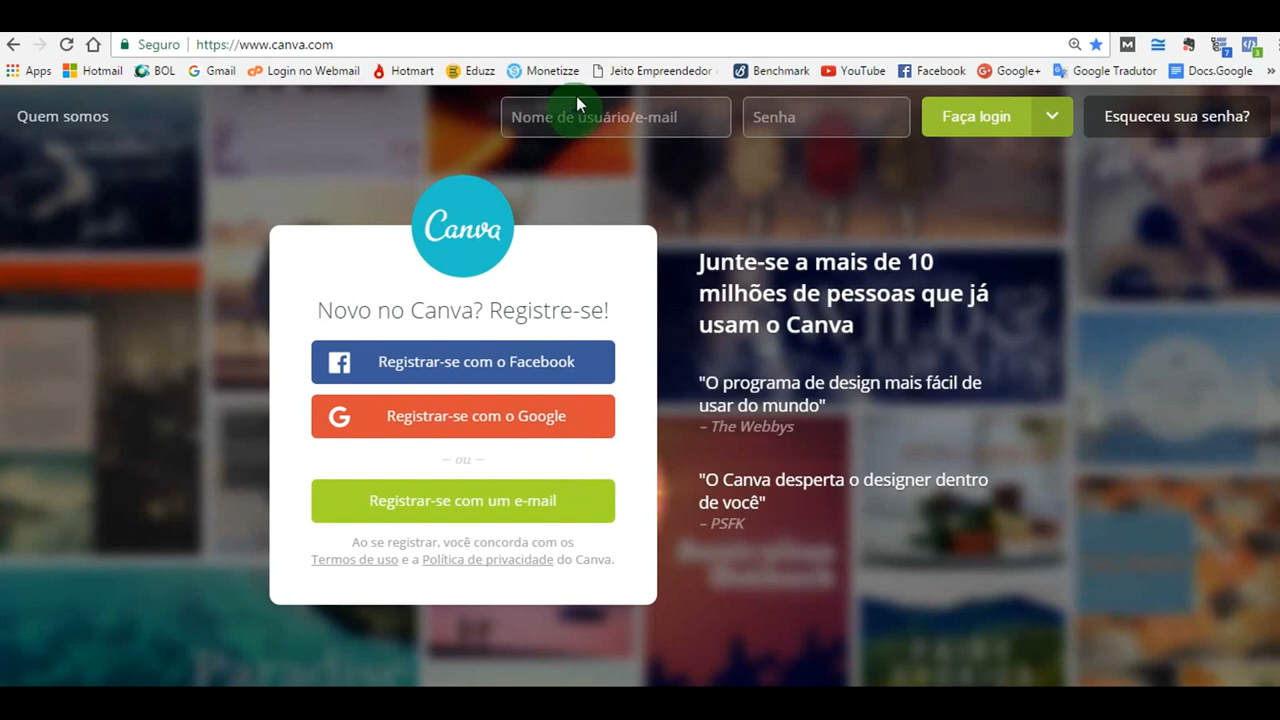 Seguro
https://www.canva.com
Apps
Hotmail
BOL
Gmail
Login no Webmail
Hotmart
Eduzz
Monetizze
Jeito Empreendedor
Benchmark
YouTube
Facebook
Google+
Google Tradutor
Docs.Google
»
Quem somos
Nome de usuário/e-mail
Senha
Faça login
Esqueceu sua senha?
Canva
Novo no Canva? Registre-se!
Registrar-se com o Facebook
Registrar-se com o Google
– ou –
Registrar-se com um e-mail
Ao se registrar, você concorda com os
Termos de uso e a Política de privacidade do Canva.
Junte-se a mais de 10
milhões de pessoas que já
usam o Canva
"O programa de design mais fácil de
usar do mundo"
– The Webbys
"O Canva desperta o designer dentro
de você"
– PSFK